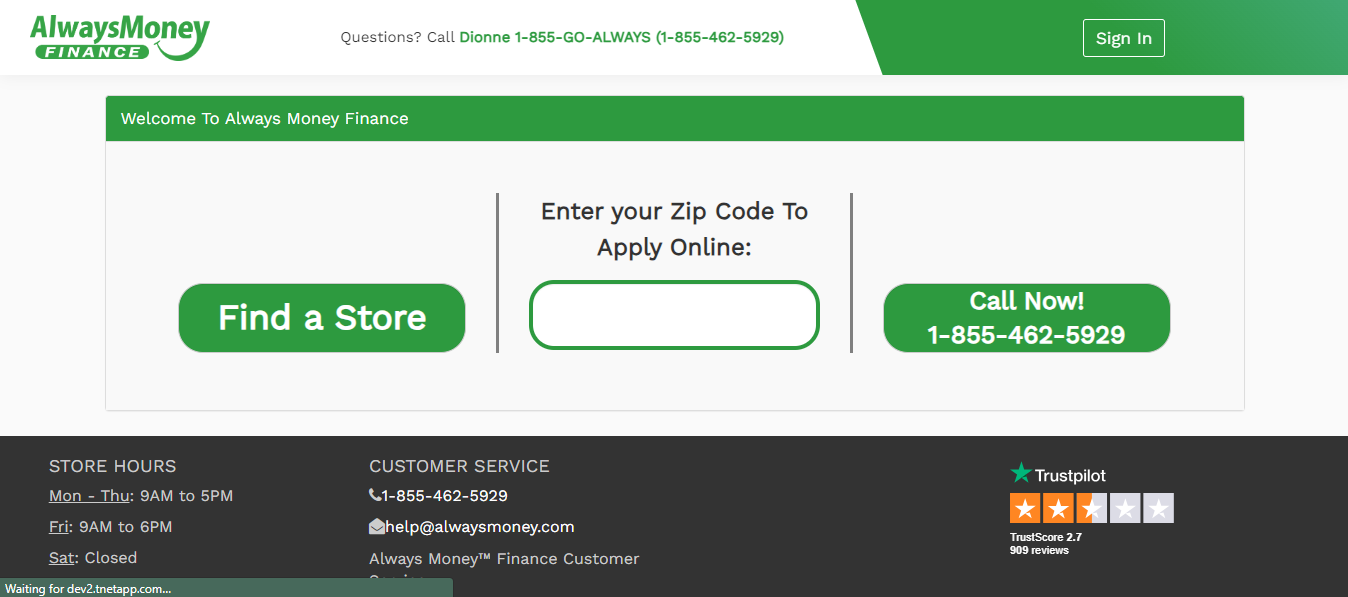 AlwaysMoney
FINANCE
Questions? Call Dionne 1-855-GO-ALWAYS (1-855-462-5929)
Sign In
Welcome To Always Money Finance
Find a Store
Enter your Zip Code To
Apply Online:
Call Now!
1-855-462-5929
STORE HOURS
Mon - Thu: 9AM to 5PM
Fri: 9AM to 6PM
Sat: Closed
CUSTOMER SERVICE
1-855-462-5929
help@alwaysmoney.com
Always Money™ Finance Customer
Trustpilot
TrustScore 2.7
909 reviews
Waiting for dev2.tnetapp.com...